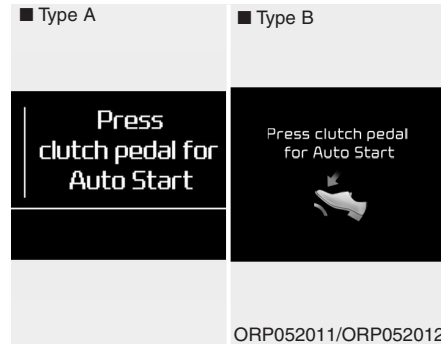 ■ Type A
Press
clutch pedal for
Auto Start
■ Type B
Press clutch pedal
for Auto Start
ORP052011/ORP052012